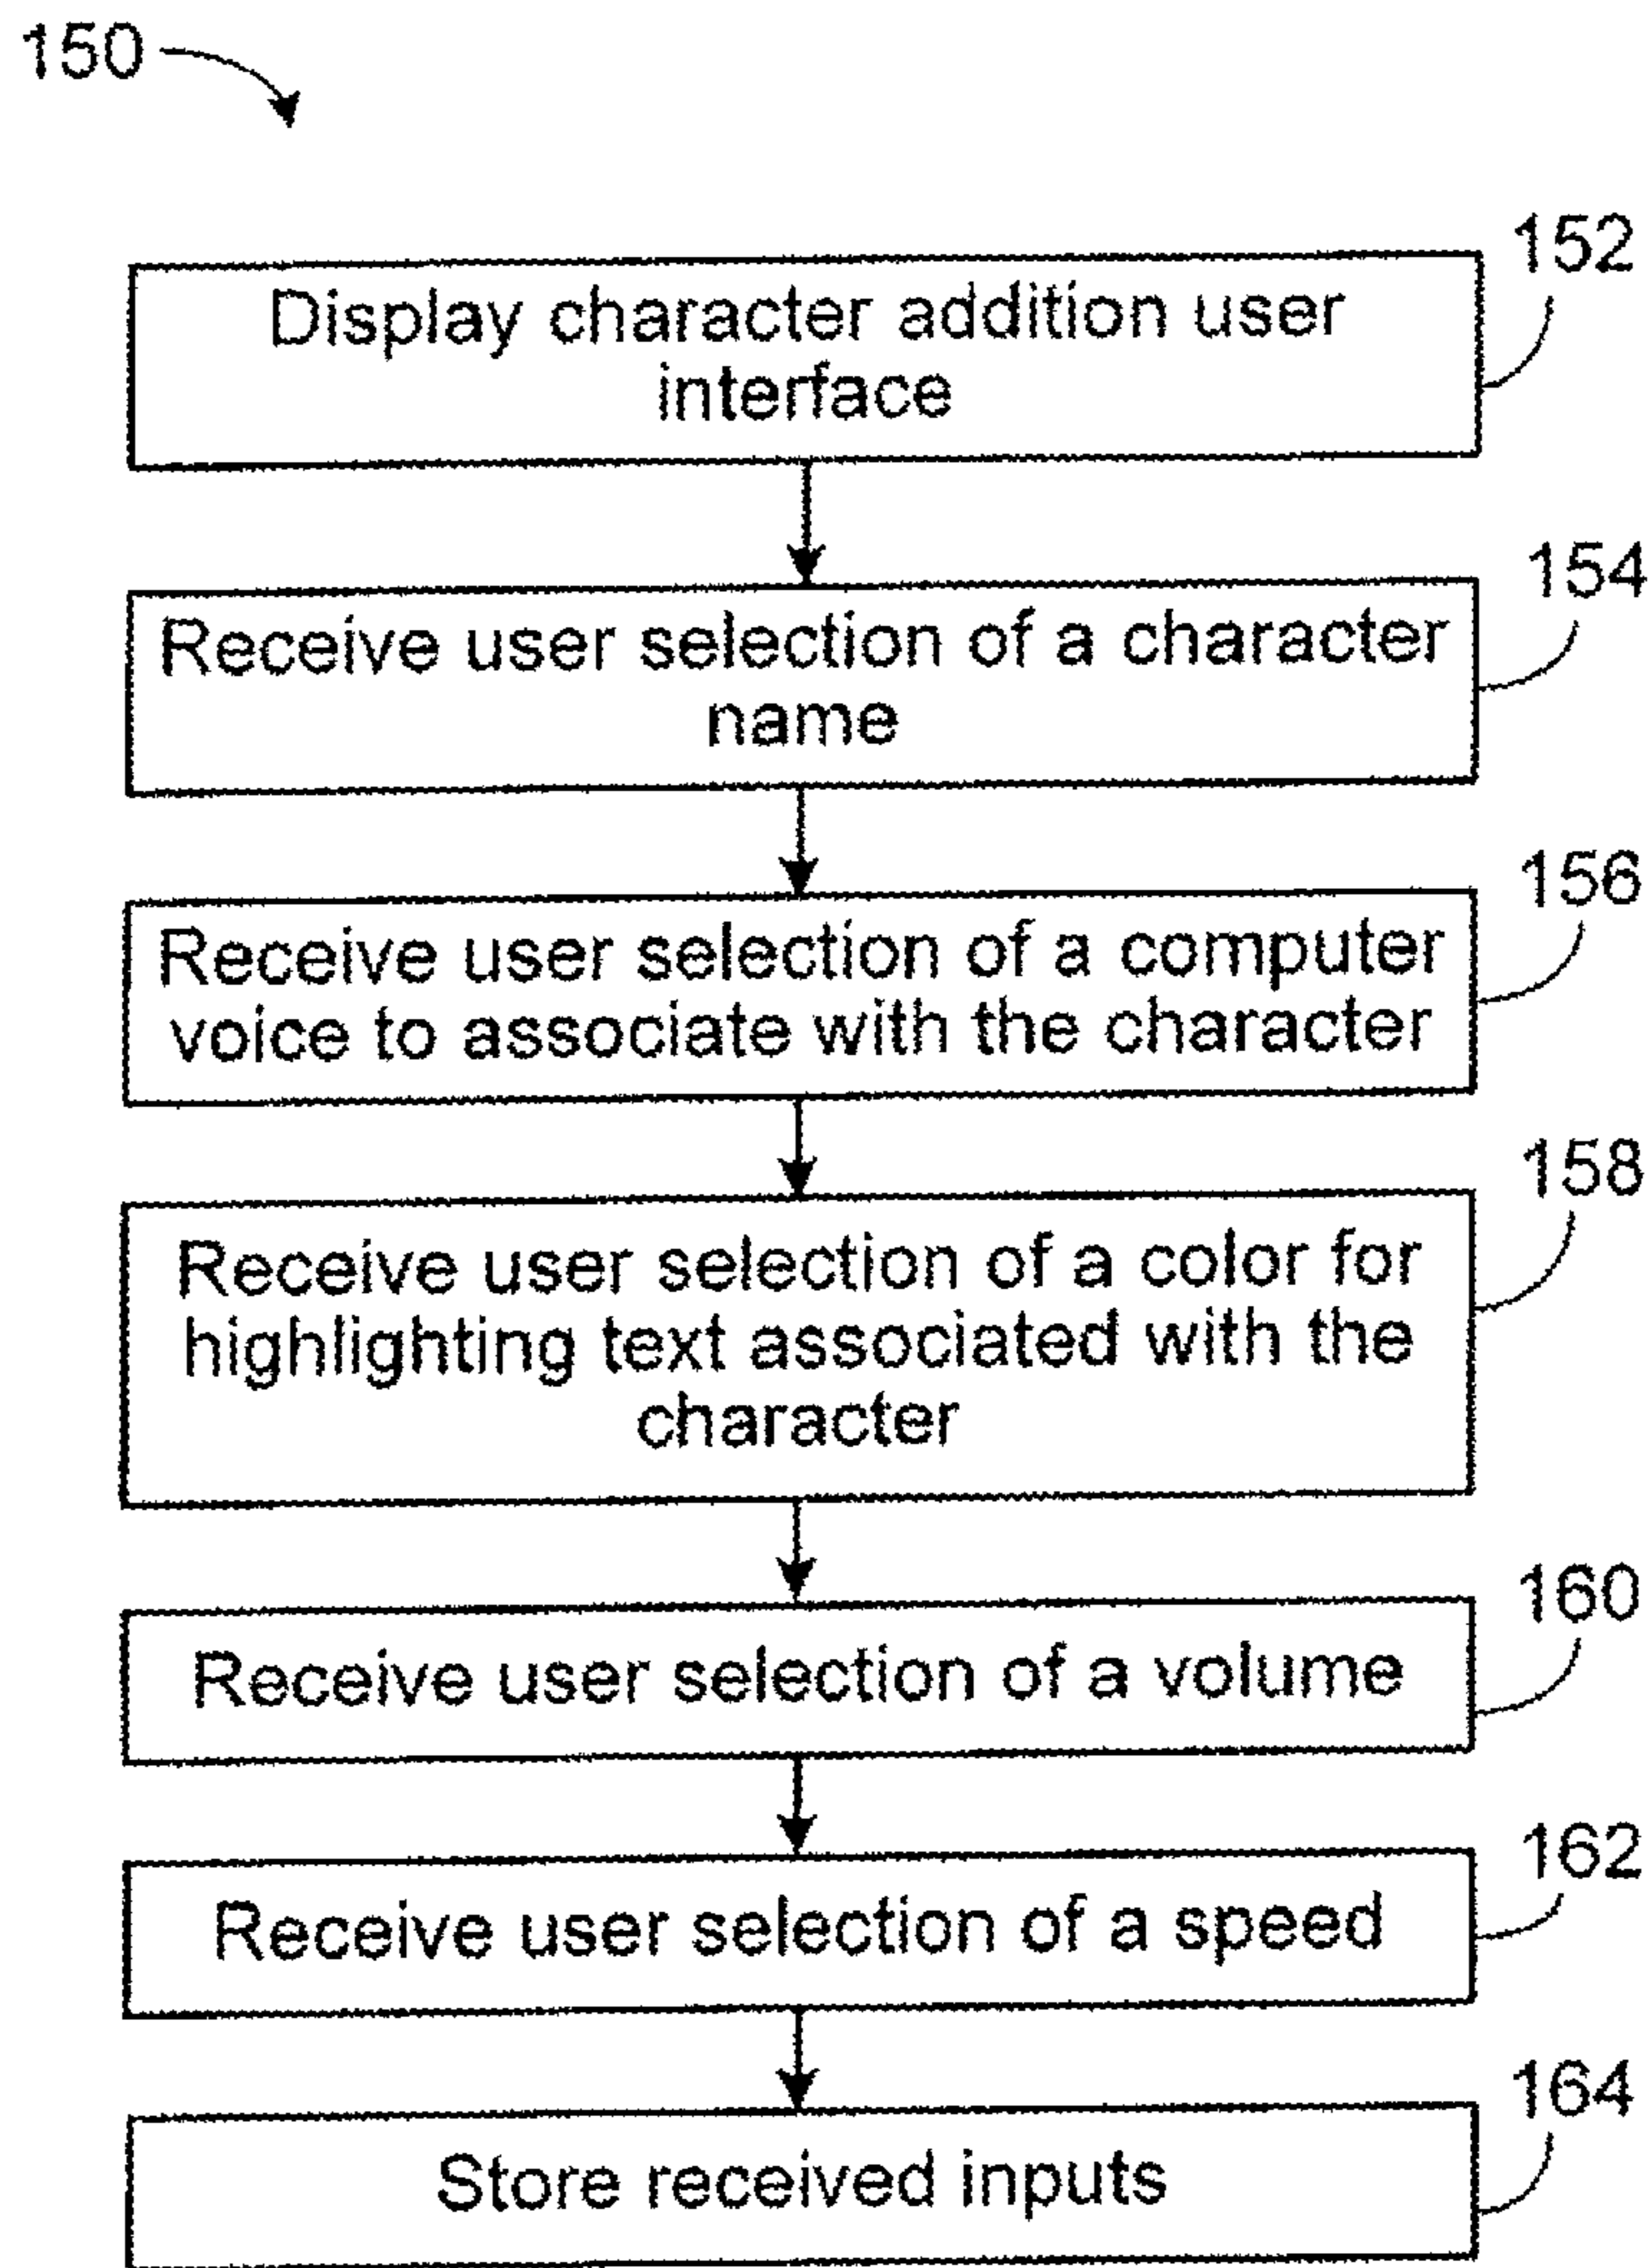 150
152
Display character addition user
interface
154
Receive user selection of a character
name
156
Receive user selection of a computer
voice to associate with the character
158
Receive user selection of a color for
highlighting text associated with the
character
160
Receive user selection of a volume
162
Receive user selection of a speed
164
Store received inputs